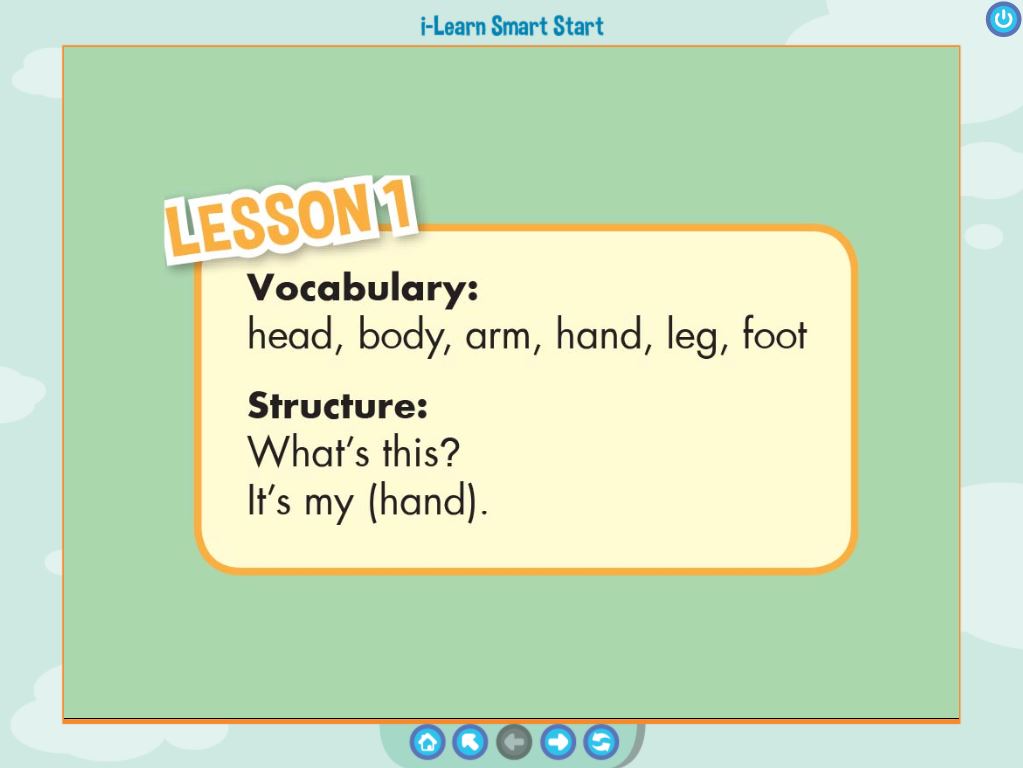 i-Learn Smart Start
LESSON 1
Vocabulary:
head, body, arm, hand, leg, foot
Structure:
What's this?
It's my (hand).